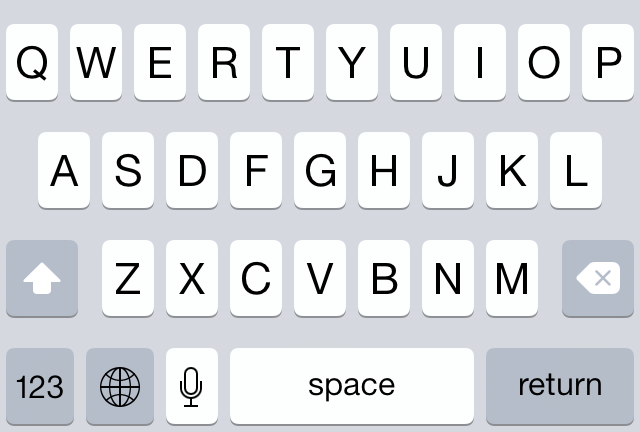 Q W E R T Y U I O P
A S D F G H J K L
Z X C V B N M
123 space return